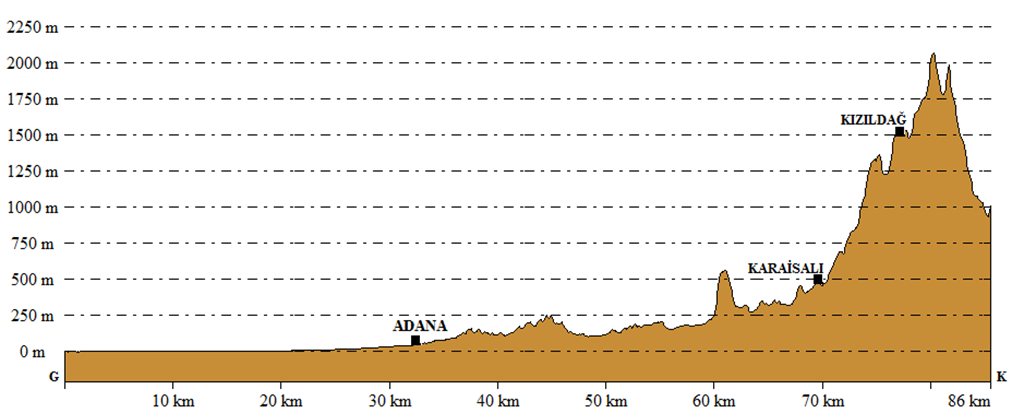 2250 m
2000 m
1750 m
1500 m
KIZILDAĞ
1250 m
1000 m
750 m
500 m
KARAİSALI
250 m
ADANA
0 m
G
K
10 km
20 km
30 km
40 km
50 km
60 km
70 km
86 km